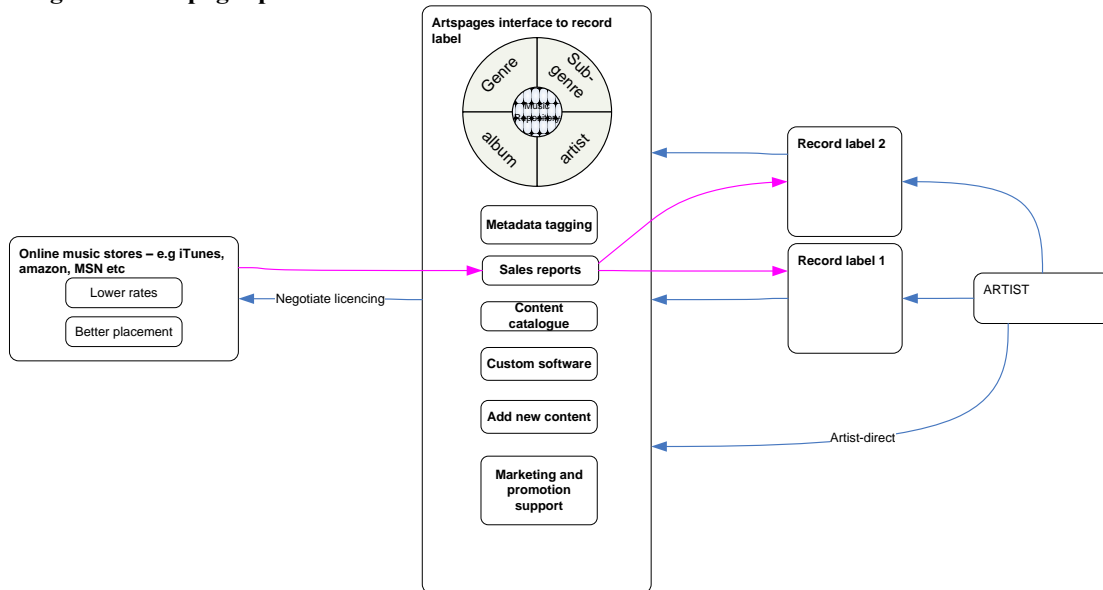 Artspages interface to record
label
Genre
Sub-
genre
Music
Repository
album
artist
Metadata tagging
Sales reports
Content
catalogue
Custom software
Add new content
Marketing and
promotion
support
Online music stores – e.g iTunes,
amazon, MSN etc
Lower rates
Better placement
Negotiate licencing
Record label 2
Record label 1
ARTIST
Artist-direct